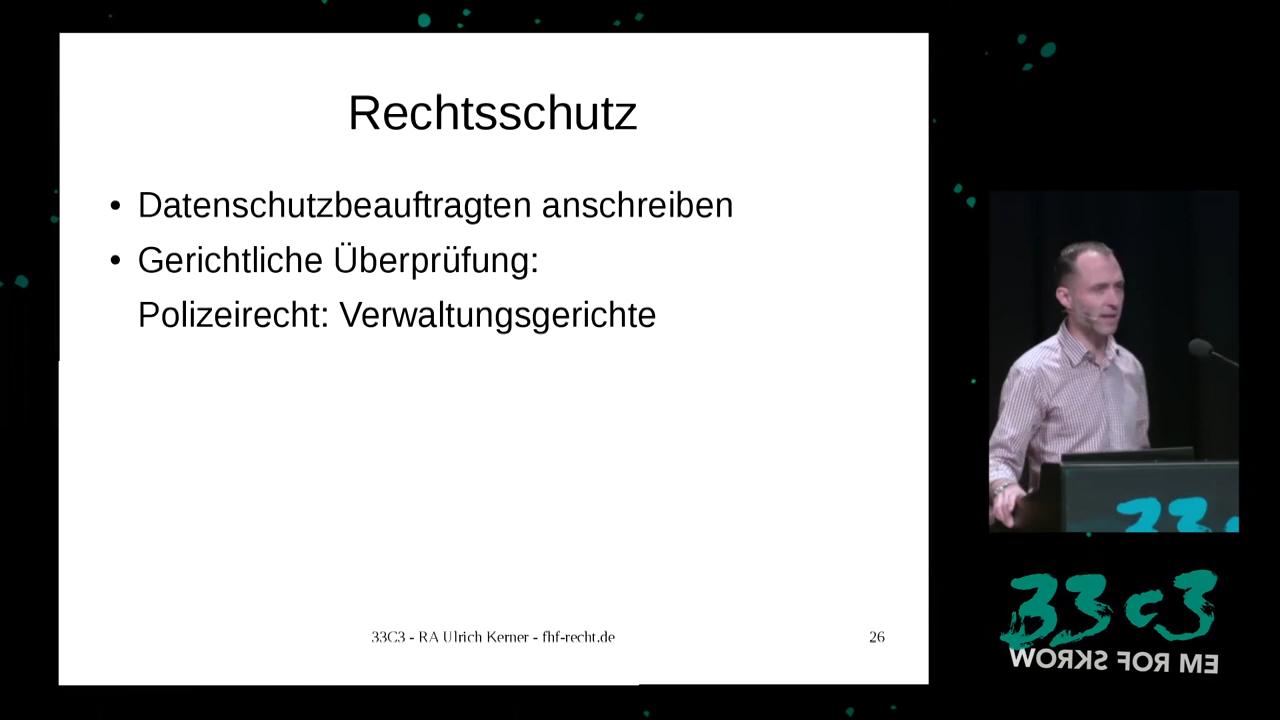 Rechtsschutz
• Datenschutzbeauftragten anschreiben
• Gerichtliche Überprüfung:
Polizeirecht: Verwaltungsgerichte
33C3 - RA Ulrich Kerner - fhf-recht.de
26
33c
33c3
WORKS FOR ME